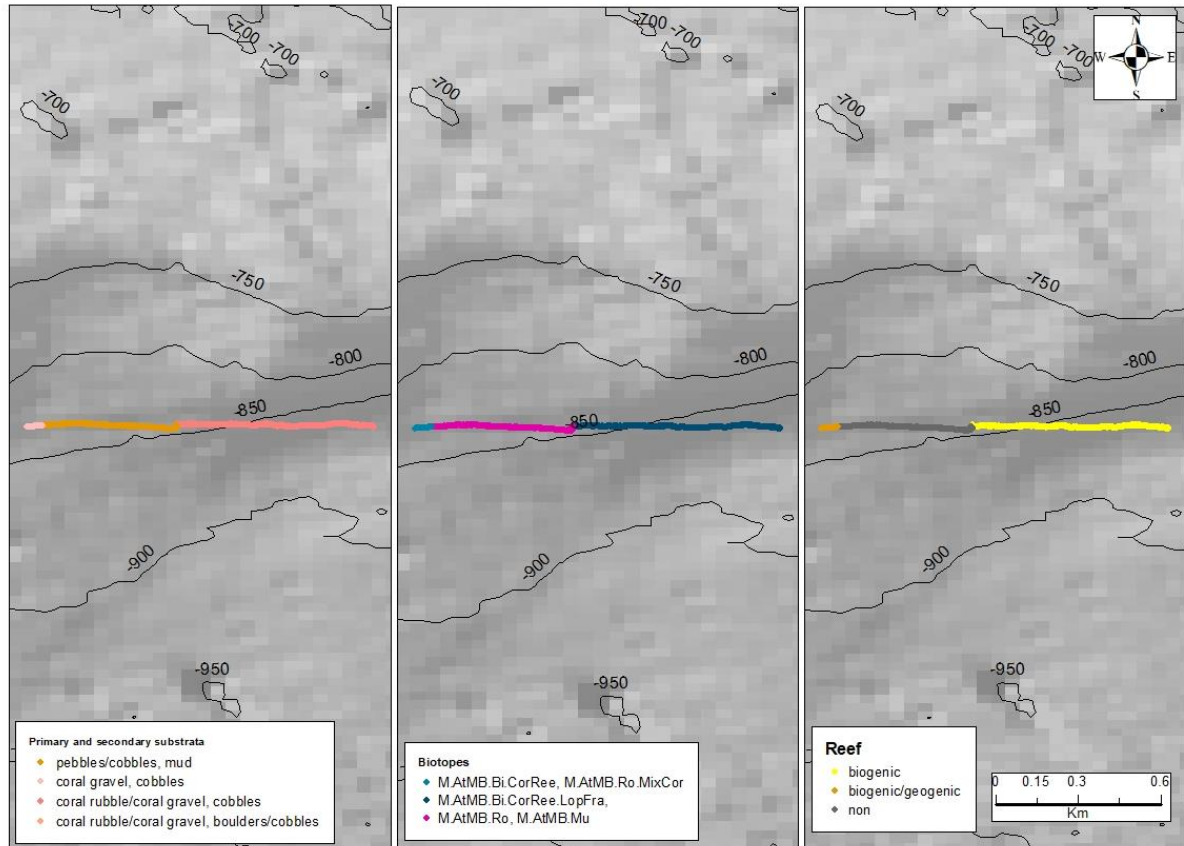 -700
-700
-700
-750
-800
-850
-900
-950
Primary and secondary substrata
pebbles/cobbles, mud
coral gravel, cobbles
coral rubble/coral gravel, cobbles
coral rubble/coral gravel, boulders/cobbles
-700
-700
-700
-750
-800
-850
-900
-950
Biotopes
M.AtMB.Bi.CorRee, M.AtMB.Ro.MixCor
M.AtMB.Bi.CorRee.LopFra,
M.AtMB.Ro, M.AtMB.Mu
N
W E
S
-700
-700
-700
-750
-800
-850
-900
-950
Reef
biogenic
biogenic/geogenic
non
0 0.15 0.3 0.6
Km